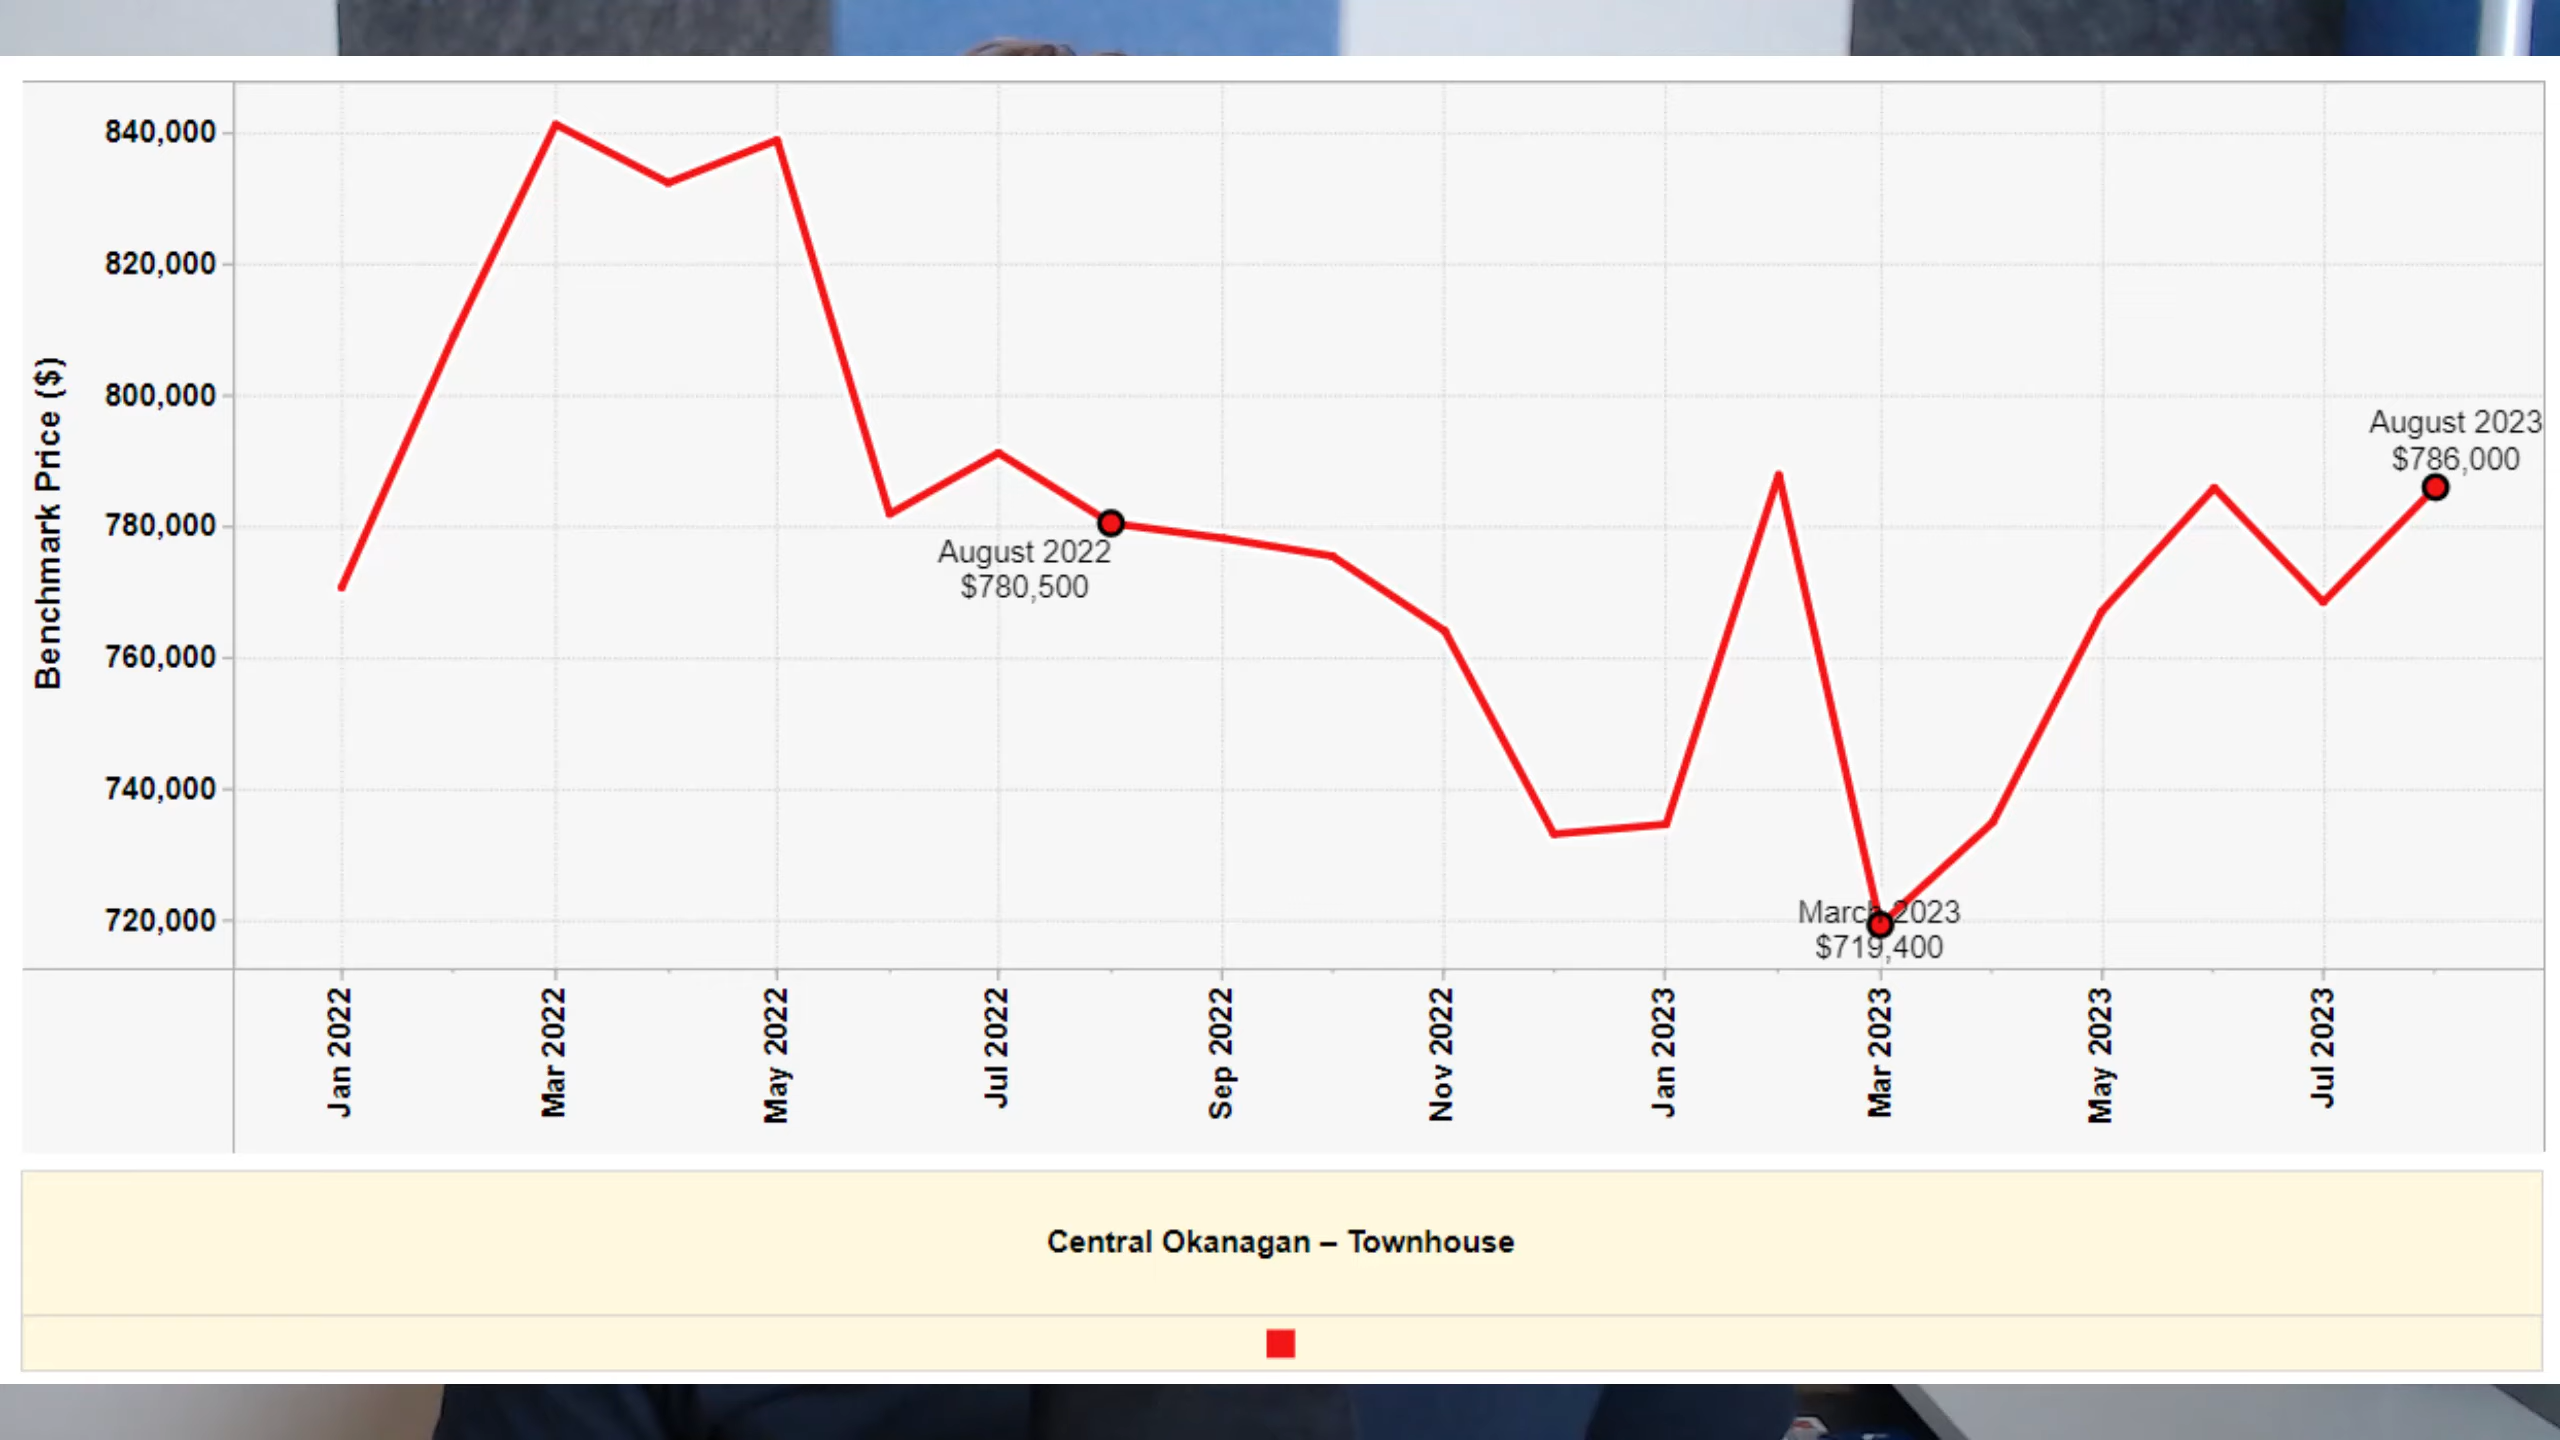 840,000
820,000
800,000
780,000
760,000
740,000
720,000
Benchmark Price ($)
August 2022
$780,500
March 2023
$719,400
August 2023
$786,000
Jan 2022
Mar 2022
May 2022
Jul 2022
Sep 2022
Nov 2022
Jan 2023
Mar 2023
May 2023
Jul 2023
Central Okanagan – Townhouse